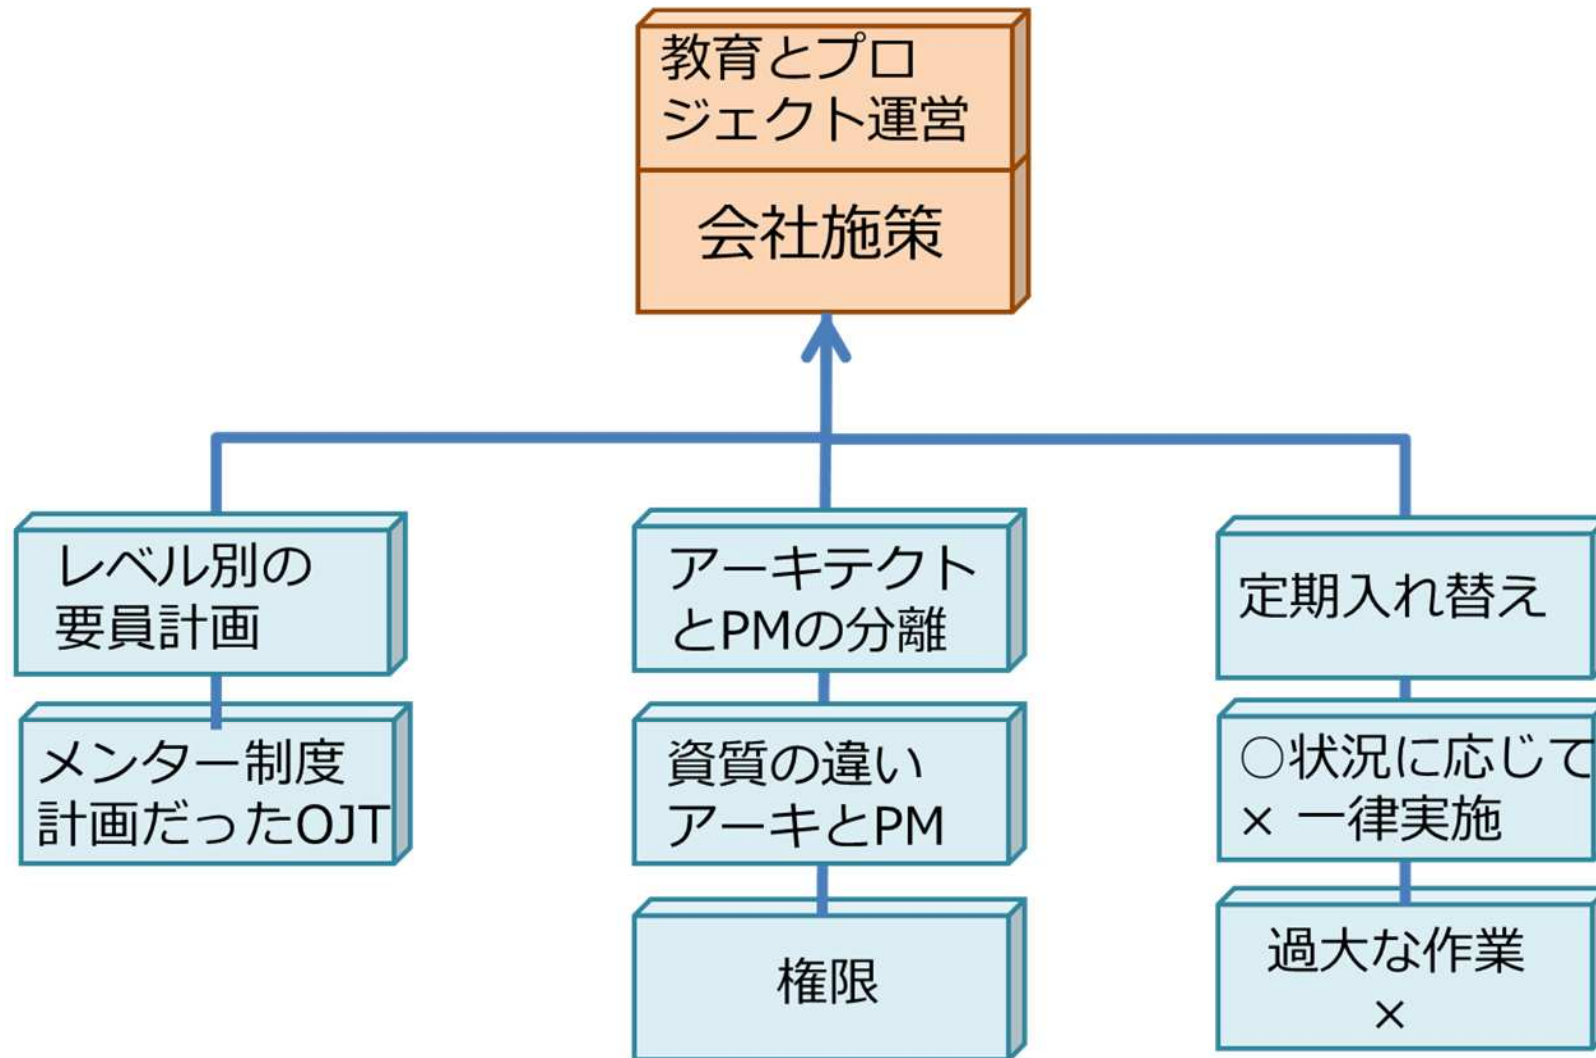 教育とプロ
ジェクト運営
会社施策
レベル別の
要員計画
メンター制度
計画だったOJT
アーキテクト
とPMの分離
資質の違い
アーキとPM
権限
定期入れ替え
○状況に応じて
× 一律実施
過大な作業
×